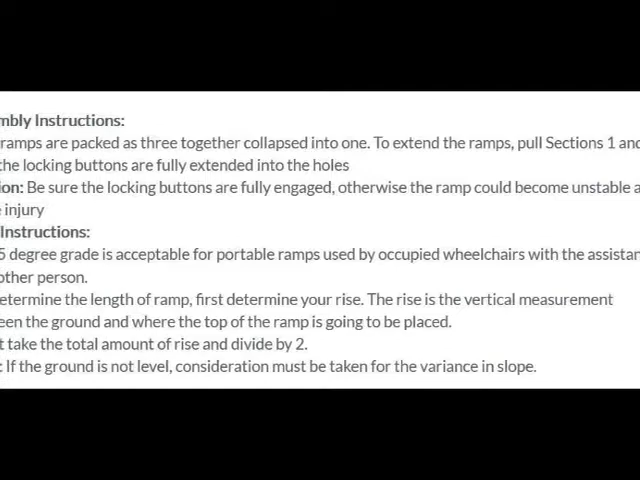 mbly Instructions:
ramps are packed as three together collapsed into one. To extend the ramps, pull Sections 1 and
the locking buttons are fully extended into the holes
ion: Be sure the locking buttons are fully engaged, otherwise the ramp could become unstable a
injury
Instructions:
5 degree grade is acceptable for portable ramps used by occupied wheelchairs with the assistan
other person.
etermine the length of ramp, first determine your rise. The rise is the vertical measurement
een the ground and where the top of the ramp is going to be placed.
t take the total amount of rise and divide by 2.
: If the ground is not level, consideration must be taken for the variance in slope.